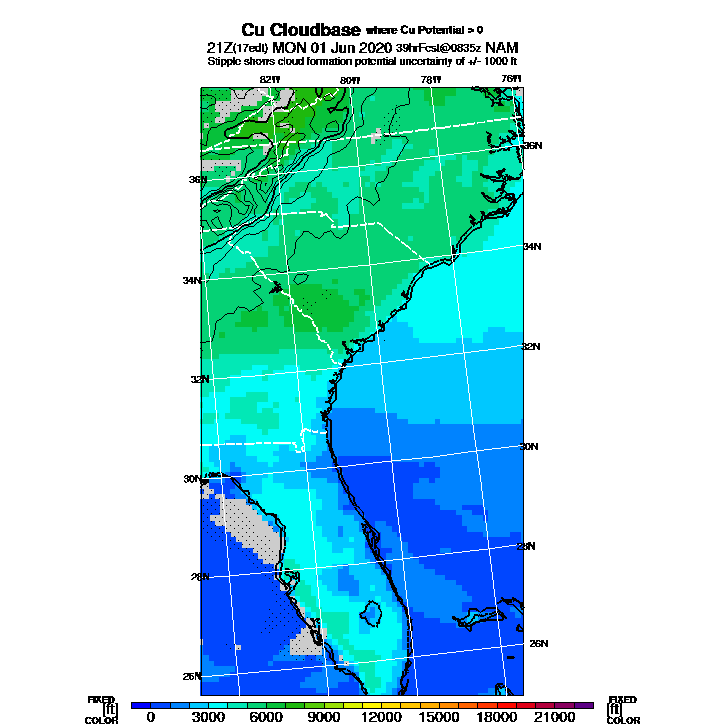 Cu Cloudbase where Cu Potential > 0
21Z(17edt) MON 01 Jun 2020 39hrFcst@0835z NAM
Stipple shows cloud formation potential uncertainty of +/- 1000 ft
82W 80W 78W 76W
36N
36N
34N
34N
32N
32N
30N
30N
28N
28N
26N
26N
FIXED FIXED
[ft] [ft]
COLOR COLOR
0 3000 6000 9000 12000 15000 18000 21000